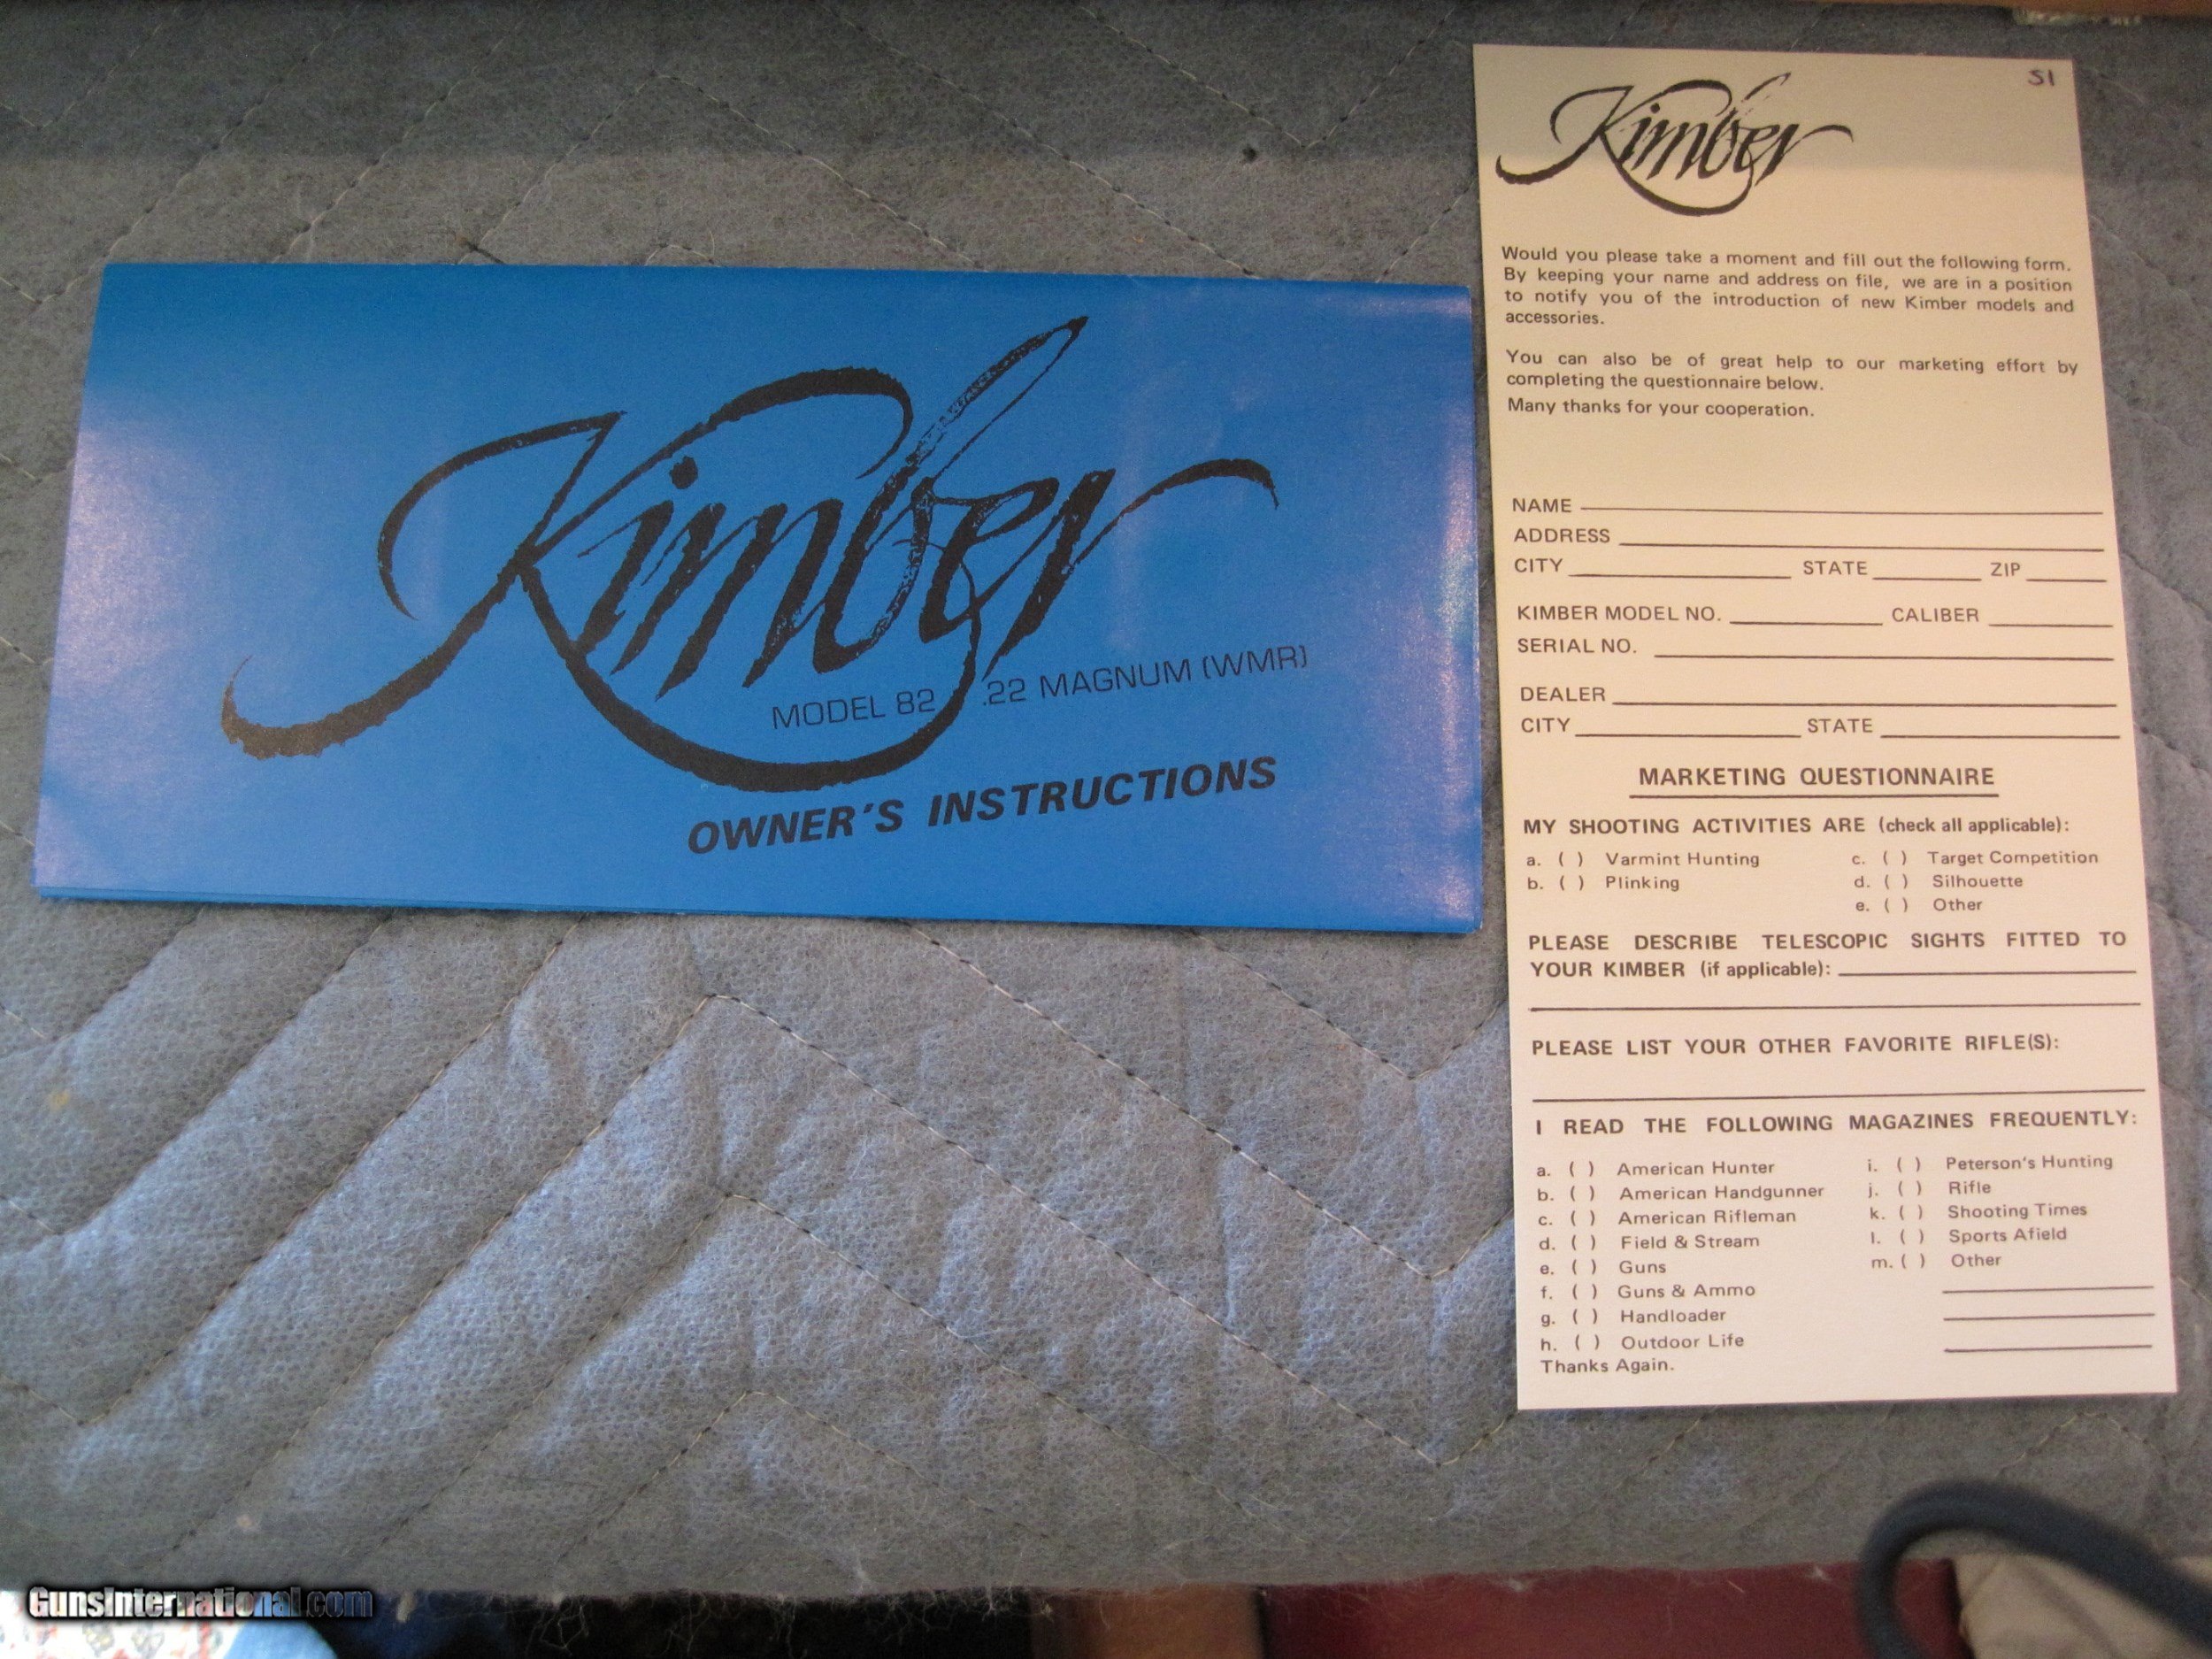 Kimber
MODEL 82 .22 MAGNUM (WMR)
OWNER'S INSTRUCTIONS
S1
Kimber
Would you please take a moment and fill out the following form.
By keeping your name and address on file, we are in a position
to notify you of the introduction of new Kimber models and
accessories.
You can also be of great help to our marketing effort by
completing the questionnaire below.
Many thanks for your cooperation.
NAME
ADDRESS
CITY STATE ZIP
KIMBER MODEL NO. CALIBER
SERIAL NO.
DEALER
CITY STATE
MARKETING QUESTIONNAIRE
MY SHOOTING ACTIVITIES ARE (check all applicable):
a. ( ) Varmint Hunting c. ( ) Target Competition
b. ( ) Plinking d. ( ) Silhouette
e. ( ) Other
PLEASE DESCRIBE TELESCOPIC SIGHTS FITTED TO
YOUR KIMBER (if applicable):
PLEASE LIST YOUR OTHER FAVORITE RIFLE(S):
I READ THE FOLLOWING MAGAZINES FREQUENTLY:
a. ( ) American Hunter i. ( ) Peterson's Hunting
b. ( ) American Handgunner j. ( ) Rifle
c. ( ) American Rifleman k. ( ) Shooting Times
d. ( ) Field & Stream l. ( ) Sports Afield
e. ( ) Guns m. ( ) Other
f. ( ) Guns & Ammo
g. ( ) Handloader
h. ( ) Outdoor Life
Thanks Again.
GunsInternational.com